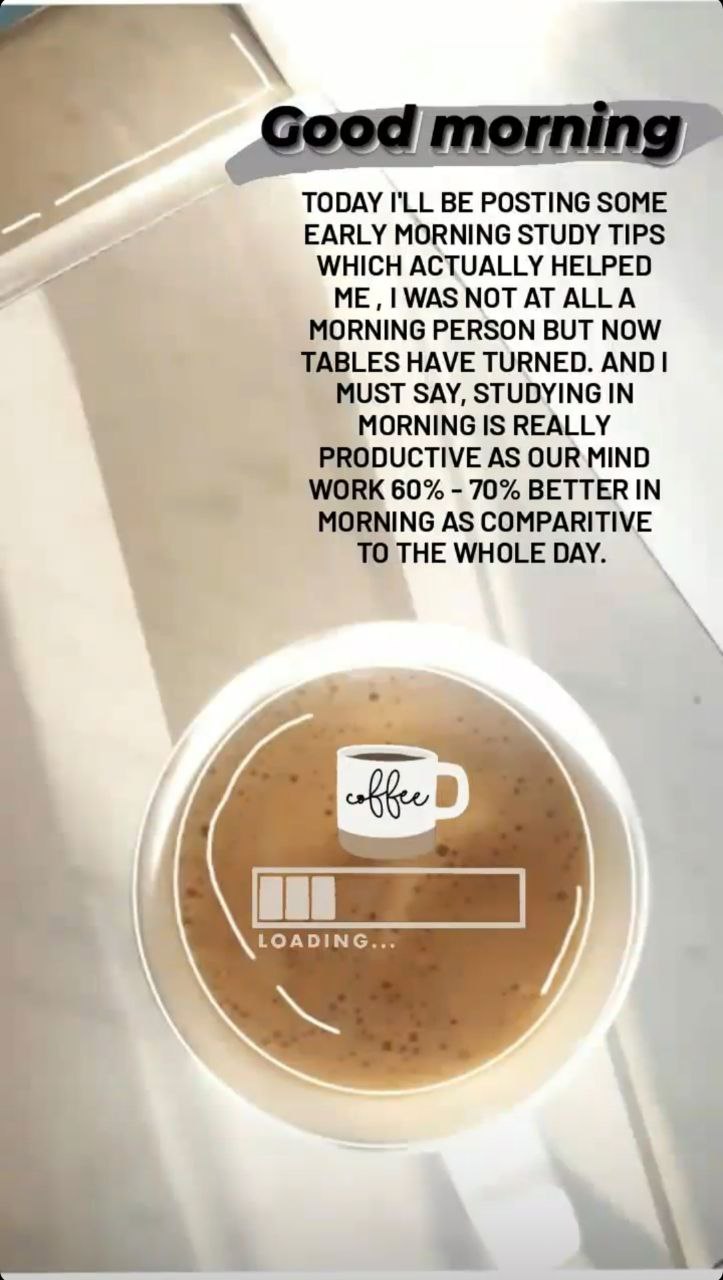 Good morning
TODAY I'LL BE POSTING SOME
EARLY MORNING STUDY TIPS
WHICH ACTUALLY HELPED
ME , I WAS NOT AT ALL A
MORNING PERSON BUT NOW
TABLES HAVE TURNED. AND I
MUST SAY, STUDYING IN
MORNING IS REALLY
PRODUCTIVE AS OUR MIND
WORK 60% - 70% BETTER IN
MORNING AS COMPARITIVE
TO THE WHOLE DAY.
coffee
LOADING...